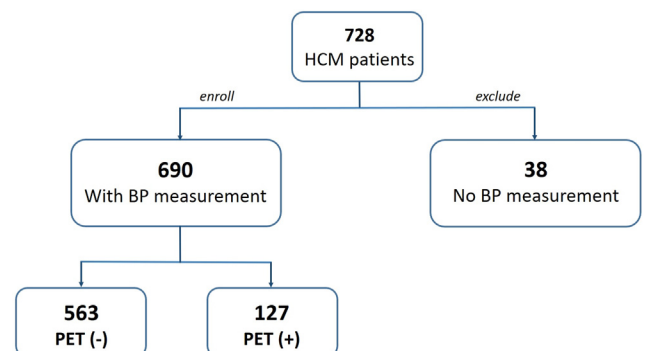 728
HCM patients
enroll
exclude
690
With BP measurement
38
No BP measurement
563
PET (-)
127
PET (+)